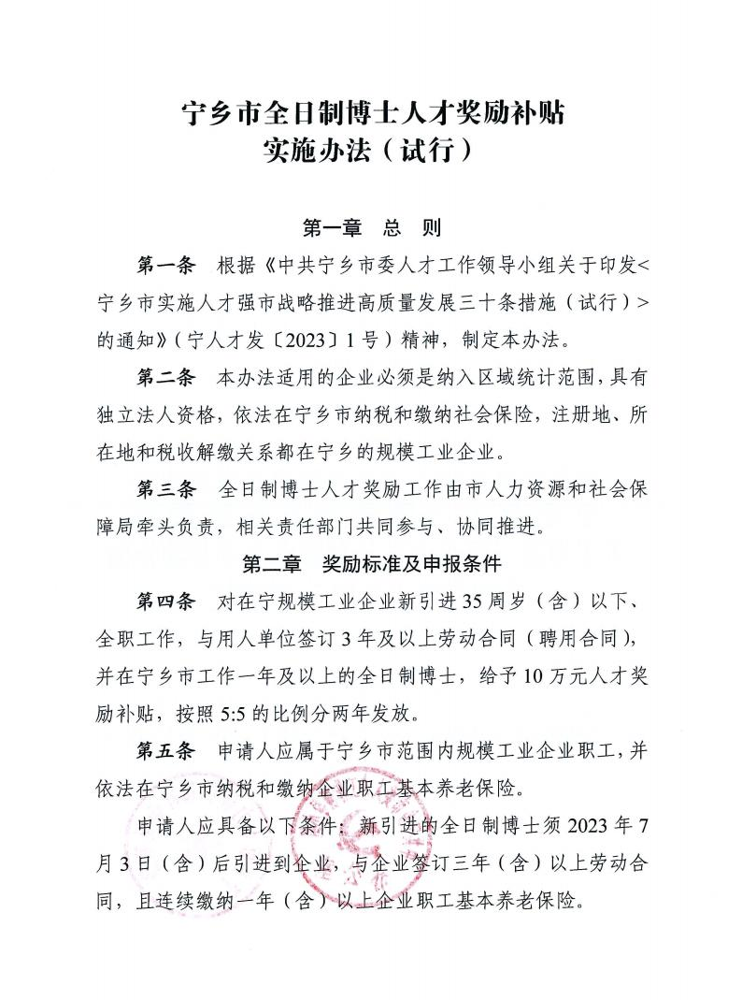 宁乡市全日制博士人才奖励补贴
实施办法（试行）
第一章 总 则
第一条 根据《中共宁乡市委人才工作领导小组关于印发<
宁乡市实施人才强市战略推进高质量发展三十条措施（试行）>
的通知》（宁人才发〔2023〕1 号）精神，制定本办法。
第二条 本办法适用的企业必须是纳入区域统计范围，具有
独立法人资格，依法在宁乡市纳税和缴纳社会保险，注册地、所
在地和税收解缴关系都在宁乡的规模工业企业。
第三条 全日制博士人才奖励工作由市人力资源和社会保
障局牵头负责，相关责任部门共同参与、协同推进。
第二章 奖励标准及申报条件
第四条 对在宁规模工业企业新引进 35 周岁（含）以下、
全职工作，与用人单位签订 3 年及以上劳动合同（聘用合同），
并在宁乡市工作一年及以上的全日制博士，给予 10 万元人才奖
励补贴，按照 5:5 的比例分两年发放。
第五条 申请人应属于宁乡市范围内规模工业企业职工，并
依法在宁乡市纳税和缴纳企业职工基本养老保险。
申请人应具备以下条件：新引进的全日制博士须 2023 年 7
月 3 日（含）后引进到企业，与企业签订三年（含）以上劳动合
同，且连续缴纳一年（含）以上企业职工基本养老保险。